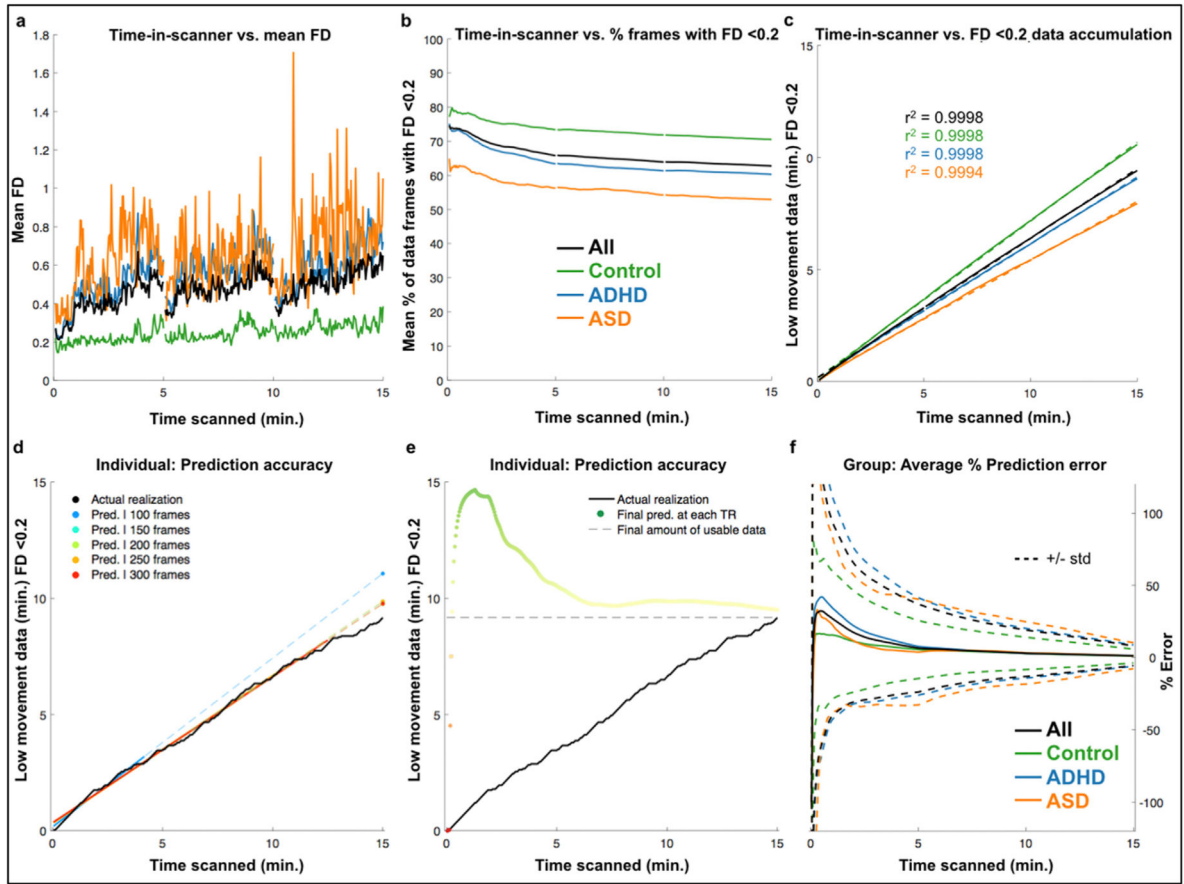 a
Time-in-scanner vs. mean FD
1.8
1.6
1.4
1.2
1
0.8
0.6
0.4
0.2
0
Mean FD
0 5 10 15
Time scanned (min.)
b
Time-in-scanner vs. % frames with FD <0.2
100
90
80
70
60
50
40
30
20
10
0
Mean % of data frames with FD <0.2
All
Control
ADHD
ASD
0 5 10 15
Time scanned (min.)
c
Time-in-scanner vs. FD <0.2 data accumulation
15
0
5
0
Low movement data (min.) FD <0.2
r² = 0.9998
r² = 0.9998
r² = 0.9998
r² = 0.9994
0 5 10 15
Time scanned (min.)
d
Individual: Prediction accuracy
15
10
5
0
Low movement data (min.) FD <0.2
Actual realization
Pred. | 100 frames
Pred. | 150 frames
Pred. | 200 frames
Pred. | 250 frames
Pred. | 300 frames
0 5 10 15
Time scanned (min.)
e
Individual: Prediction accuracy
15
10
5
0
Low movement data (min.) FD <0.2
Actual realization
Final pred. at each TR
Final amount of usable data
0 5 10 15
Time scanned (min.)
f
Group: Average % Prediction error
100
50
0
-50
-100
% Error
+/- std
All
Control
ADHD
ASD
0 5 10 15
Time scanned (min.)